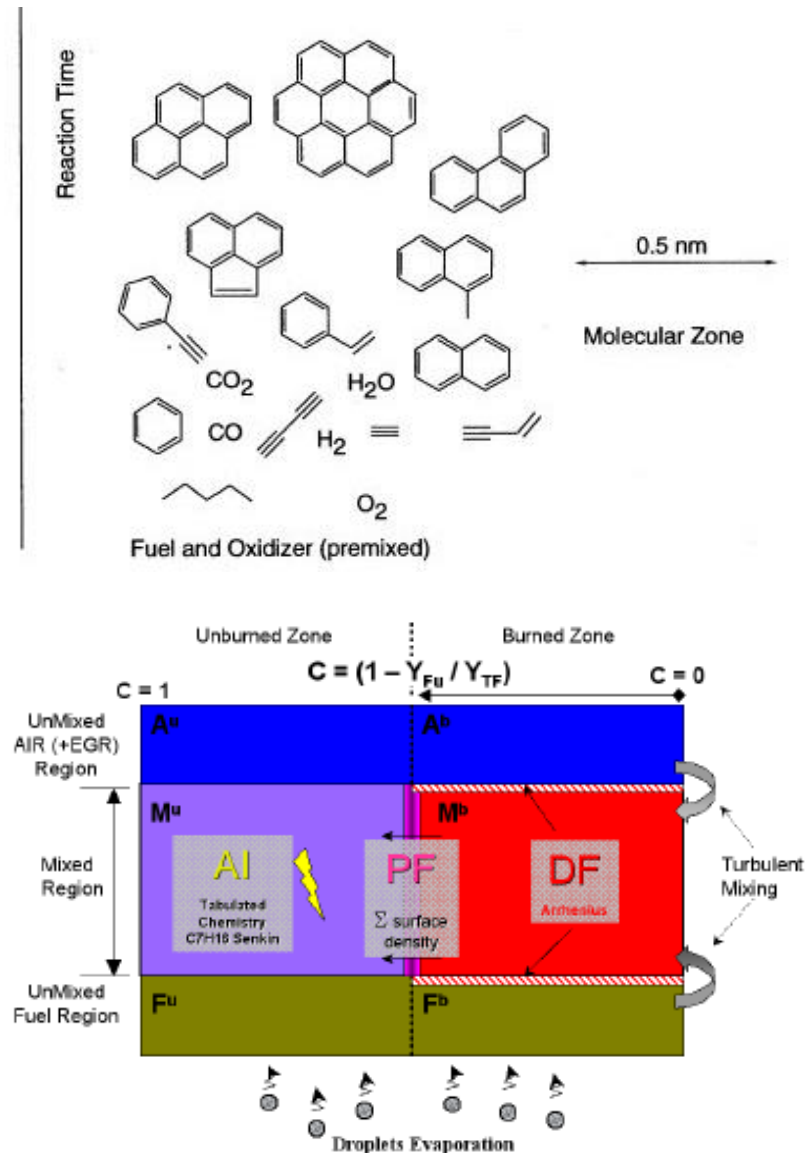 Reaction Time
0.5 nm
Molecular Zone
CO2
H2O
CO
H2
O2
Fuel and Oxidizer (premixed)
Unburned Zone
Burned Zone
C = (1 – YFu / YTF)
C = 1
C=0
UnMixed
AIR (+EGR)
Region
Au
Ab
Mu
Mb
Mixed
Region
AI
Tabulated
Chemistry
C7H16 Senkin
PF
Σ surface
density
DF
Arrhenius
Turbulent
Mixing
UnMixed
Fuel Region
Fu
Fb
Droplets Evaporation